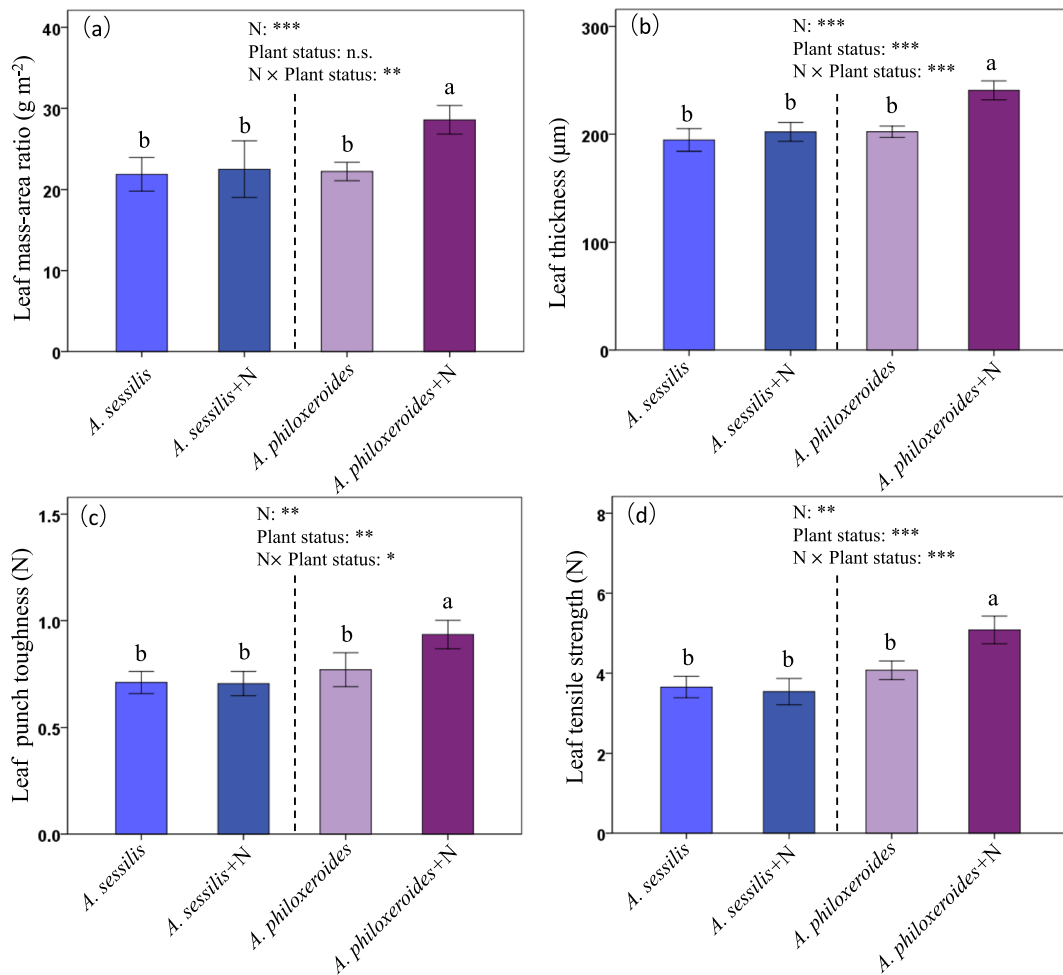 (a)
N: ***
Plant status: n.s.
N × Plant status: **
Leaf mass-area ratio (g m⁻²)
40
30
20
10
0
b
b
b
a
A. sessilis
A. sessilis+N
A. philoxeroides
A. philoxeroides+N
(b)
N: ***
Plant status: ***
N × Plant status: ***
Leaf thickness (μm)
300
200
100
0
b
b
b
a
A. sessilis
A. sessilis+N
A. philoxeroides
A. philoxeroides+N
(c)
N: **
Plant status: **
N× Plant status: *
Leaf punch toughness (N)
1.5
1.0
0.5
0.0
b
b
b
a
A. sessilis
A. sessilis+N
A. philoxeroides
A. philoxeroides+N
(d)
N: **
Plant status: ***
N × Plant status: ***
Leaf tensile strength (N)
8
6
4
2
0
b
b
b
a
A. sessilis
A. sessilis+N
A. philoxeroides
A. philoxeroides+N